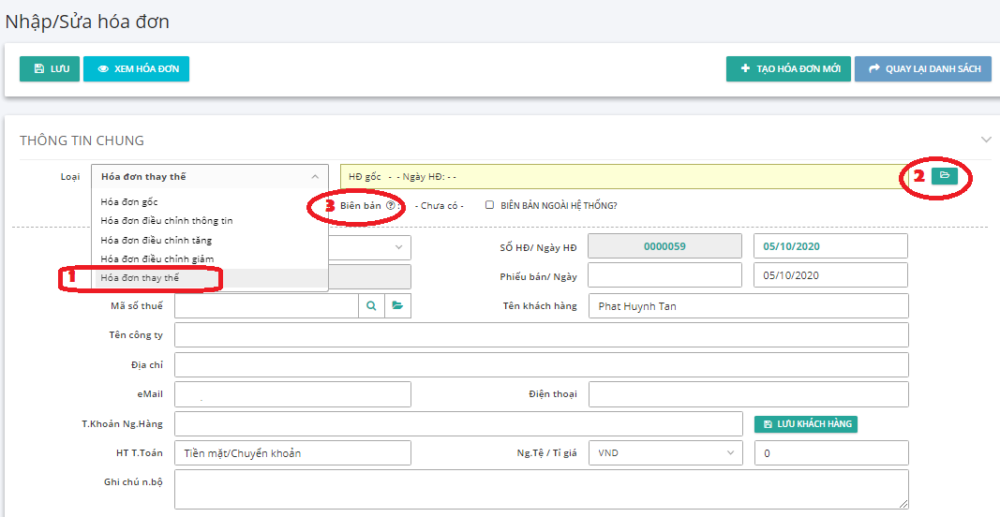 Nhập/Sửa hóa đơn
LƯU
XEM HÓA ĐƠN
TẠO HÓA ĐƠN MỚI
QUAY LẠI DANH SÁCH
THÔNG TIN CHUNG
Loại
Hóa đơn thay thế
HĐ gốc - - Ngày HĐ: - -
2
Hóa đơn gốc
3
Biên bản ? :
- Chưa có -
BIÊN BẢN NGOÀI HỆ THỐNG?
Hóa đơn điều chỉnh thông tin
Hóa đơn điều chỉnh tăng
Hóa đơn điều chỉnh giảm
1
Hóa đơn thay thế
SỐ HĐ/ Ngày HĐ
0000059
05/10/2020
Phiếu bán/ Ngày
05/10/2020
Mã số thuế
Tên khách hàng
Phat Huynh Tan
Tên công ty
Địa chỉ
eMail
Điện thoại
T.Khoản Ng.Hàng
LƯU KHÁCH HÀNG
HT T.Toán
Tiền mặt/Chuyển khoản
Ng.Tệ / Tỉ giá
VND
0
Ghi chú n.bộ